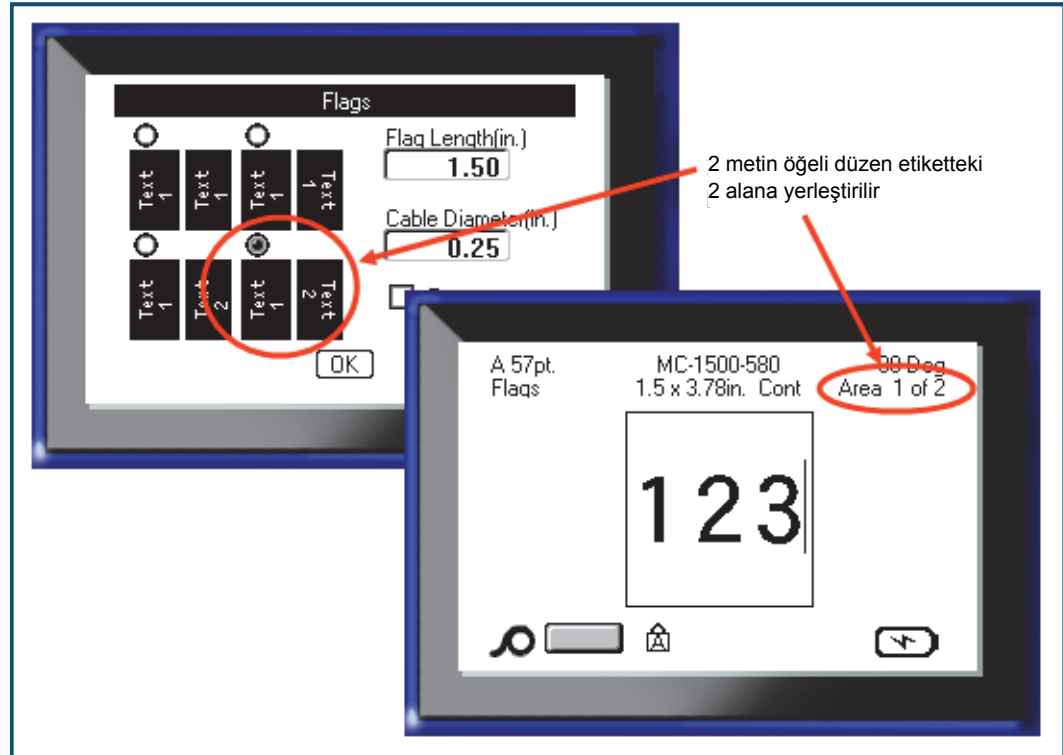 Flags
Text 1
Text 1
Text 1
Text 1
Flag Length(in.)
1.50
Cable Diameter(in.)
0.25
Text 1
Text 2
Text 1
Text 2
OK
2 metin öğeli düzen etiketteki
2 alana yerleştirilir
A 57pt. MC-1500-580 Deg
Flags 1.5 x 3.78in. Cont Area 1 of 2
123
A